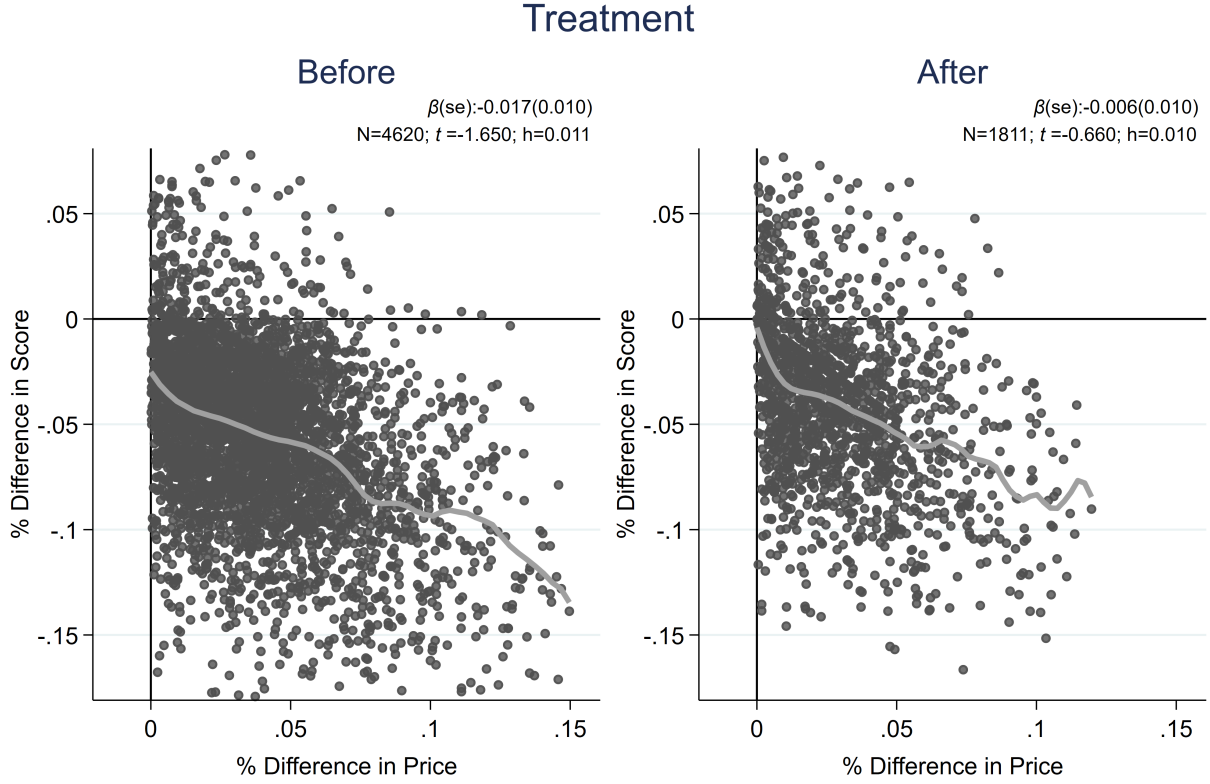 Treatment
Before
β(se):-0.017(0.010)
N=4620; t =-1.650; h=0.011
% Difference in Score
.05
0
-.05
-.1
-.15
0
.05
.1
.15
% Difference in Price
After
β(se):-0.006(0.010)
N=1811; t =-0.660; h=0.010
% Difference in Score
.05
0
-.05
-.1
-.15
0
.05
.1
.15
% Difference in Price